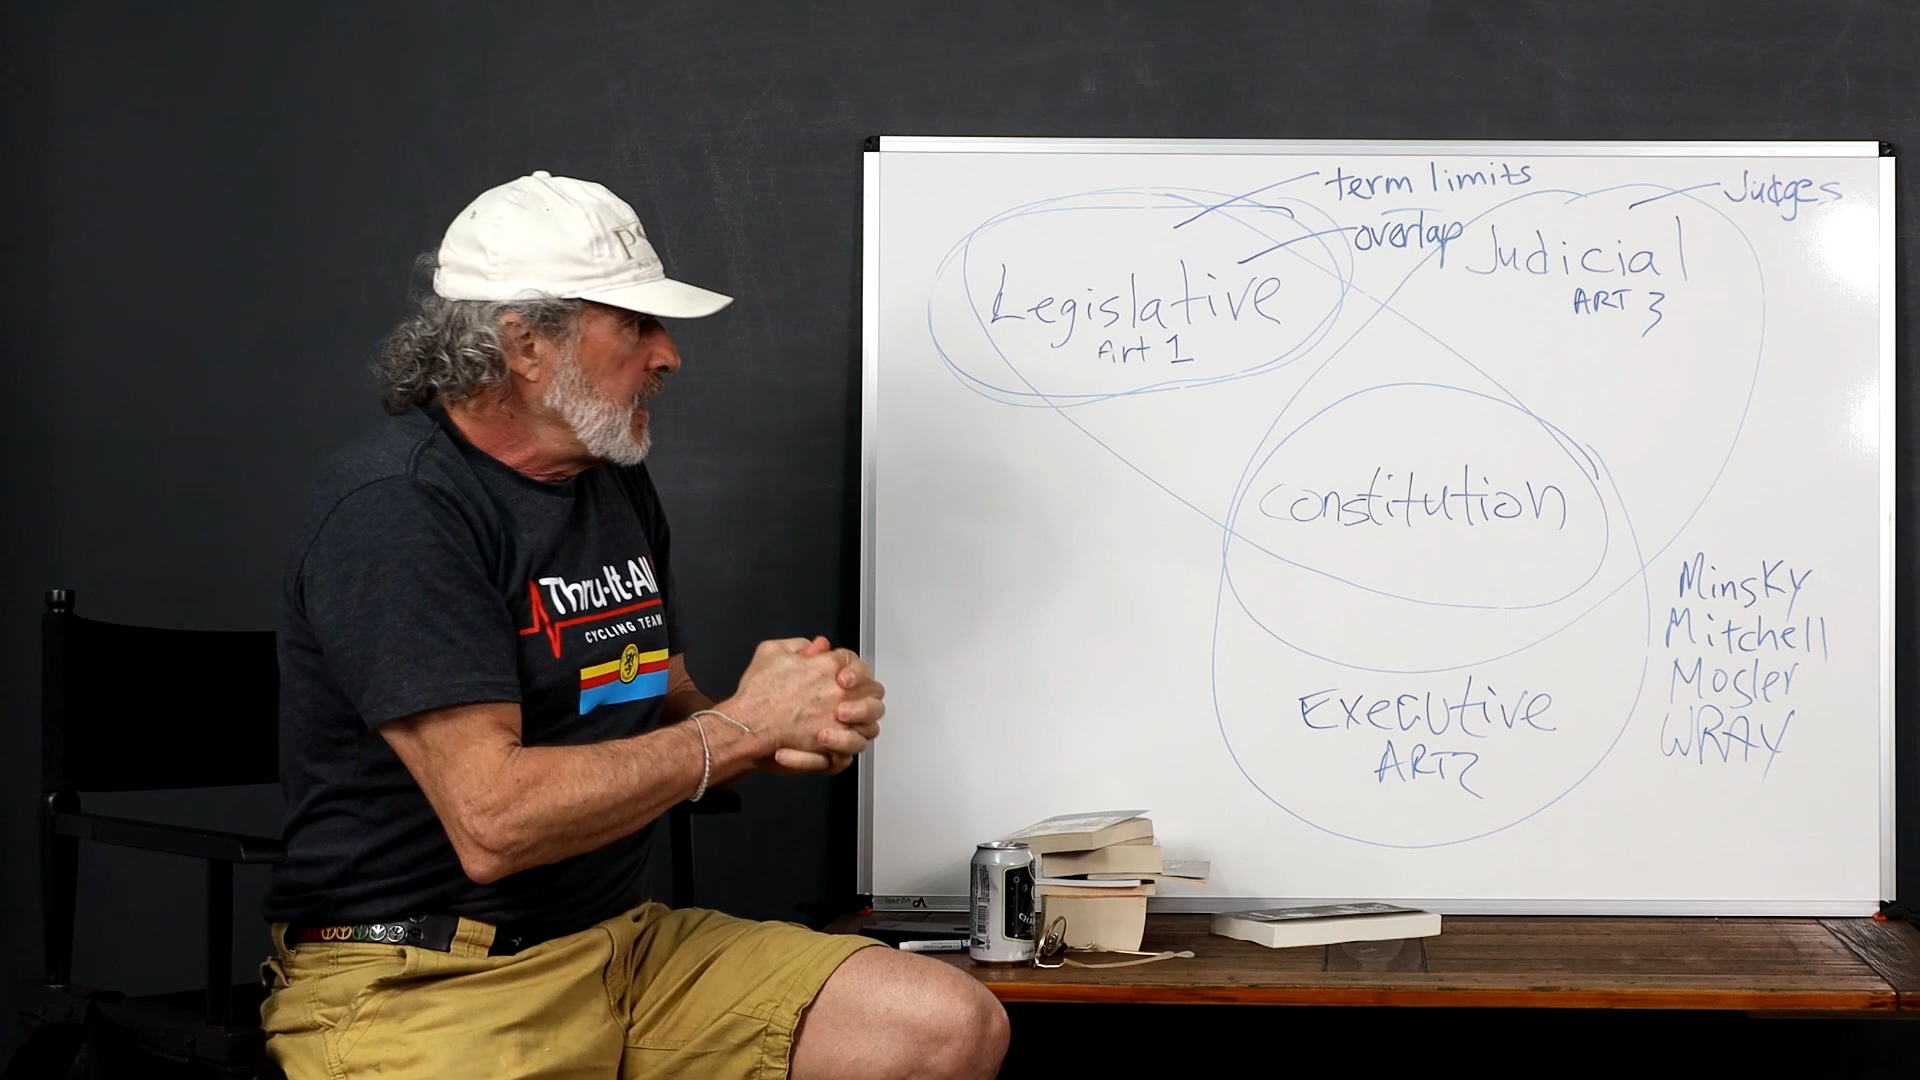 term limits
overlap
Judges
Legislative
Art 1
Judicial
ART 3
Constitution
Executive
ART2
Minsky
Mitchell
Mosler
WRAY
Thru-It-All
CYCLING TEAM